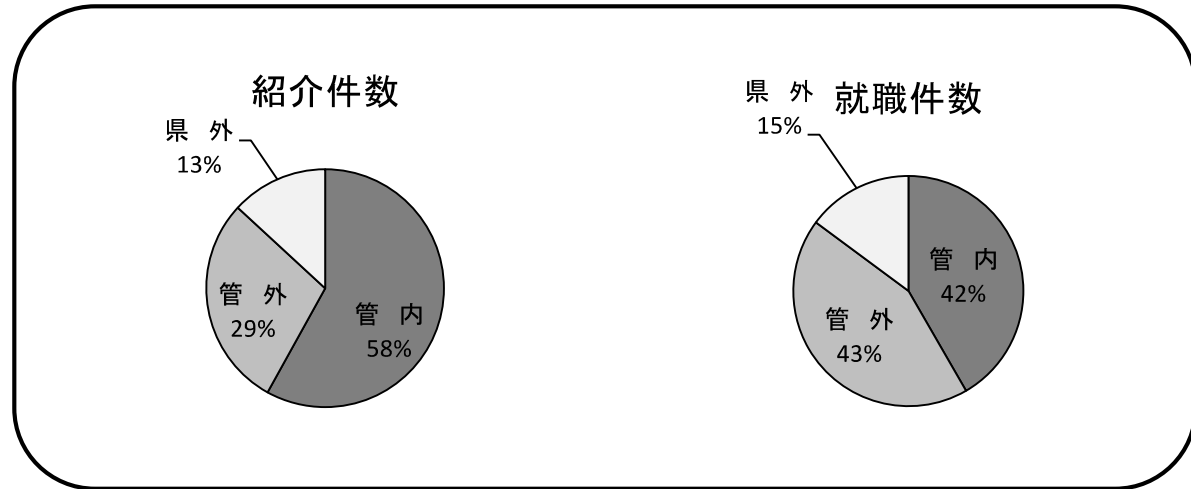 紹介件数
県 外
13%
管 外
29%
管 内
58%
就職件数
県 外
15%
管 内
42%
管 外
43%